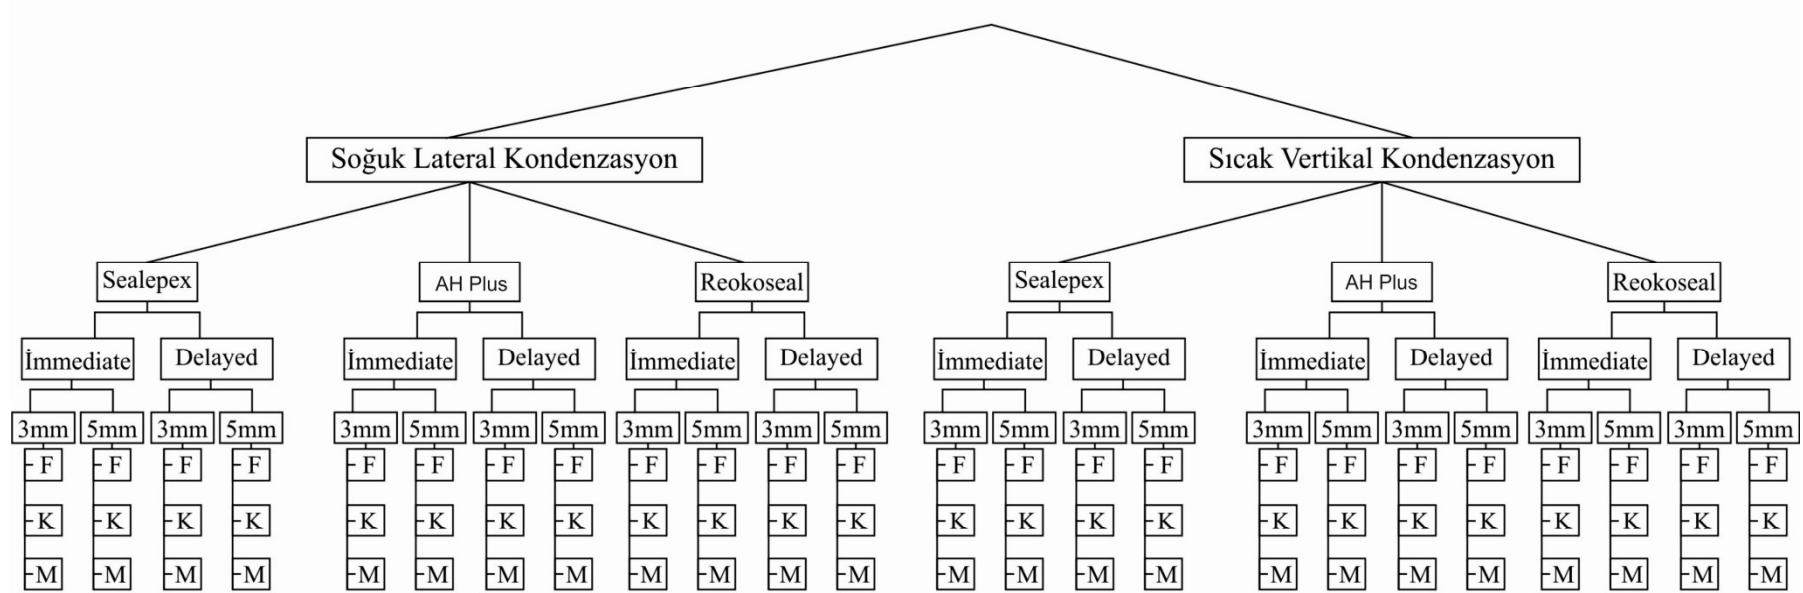 Soğuk Lateral Kondenzasyon Sıcak Vertikal Kondenzasyon
Sealepex AH Plus Reokoseal Sealepex AH Plus Reokoseal
İmmediate Delayed İmmediate Delayed İmmediate Delayed İmmediate Delayed İmmediate Delayed İmmediate Delayed
3mm 5mm 3mm 5mm 3mm 5mm 3mm 5mm 3mm 5mm 3mm 5mm 3mm 5mm 3mm 5mm 3mm 5mm 3mm 5mm 3mm 5mm 3mm 5mm
F F F F F F F F F F F F F F F F F F F F F F F F
K K K K K K K K K K K K K K K K K K K K K K K K
M M M M M M M M M M M M M M M M M M M M M M M M